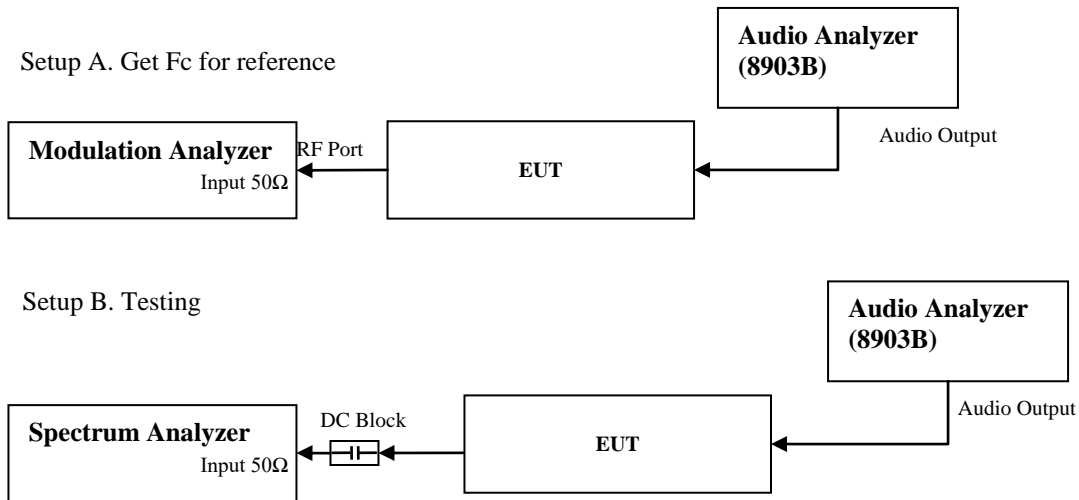 Setup A. Get Fc for reference
Audio Analyzer
(8903B)
Audio Output
Modulation Analyzer
Input 50Ω
RF Port
EUT
Setup B. Testing
Audio Analyzer
(8903B)
Audio Output
Spectrum Analyzer
Input 50Ω
DC Block
EUT